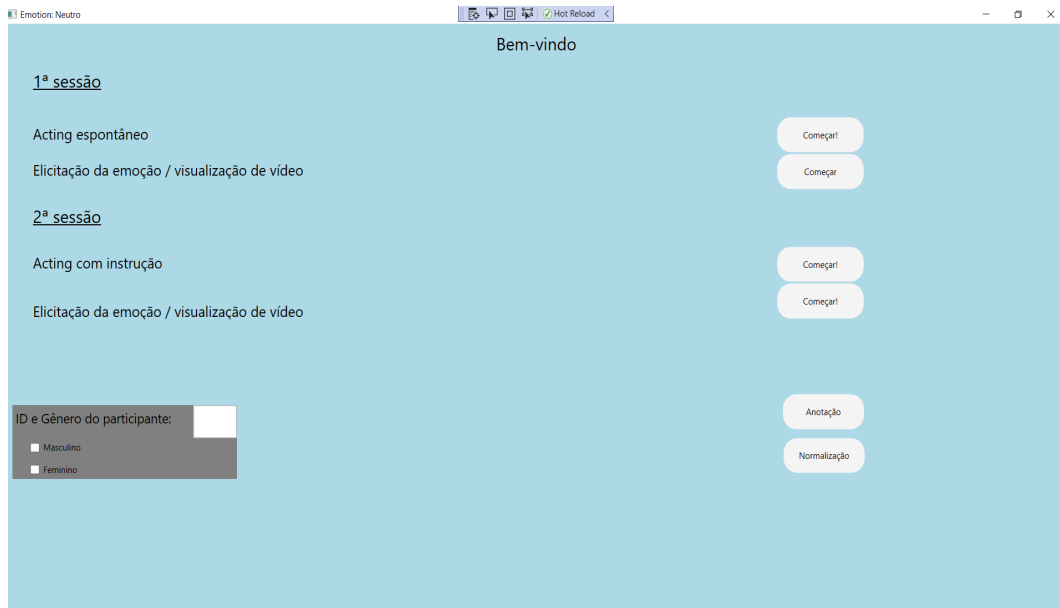 Emotion: Neutro
Hot Reload
Bem-vindo
1ª sessão
Acting espontâneo
Começar!
Elicitação da emoção / visualização de vídeo
Começar
2ª sessão
Acting com instrução
Começar!
Elicitação da emoção / visualização de vídeo
Começar!
ID e Gênero do participante:
Anotação
Masculino
Normalização
Feminino